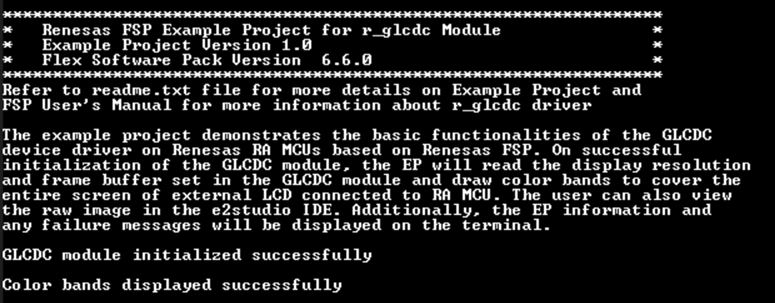 ******************************************************************
*   Renesas FSP Example Project for r_glcdc Module               *
*   Example Project Version 1.0                                  *
*   Flex Software Pack Version  6.6.0                            *
******************************************************************
Refer to readme.txt file for more details on Example Project and
FSP User's Manual for more information about r_glcdc driver
The example project demonstrates the basic functionalities of the GLCDC
device driver on Renesas RA MCUs based on Renesas FSP. On successful
initialization of the GLCDC module, the EP will read the display resolution
and frame buffer set in the GLCDC module and draw color bands to cover the
entire screen of external LCD connected to RA MCU. The user can also view
the raw image in the e2studio IDE. Additionally, the EP information and
any failure messages will be displayed on the terminal.
GLCDC module initialized successfully
Color bands displayed successfully